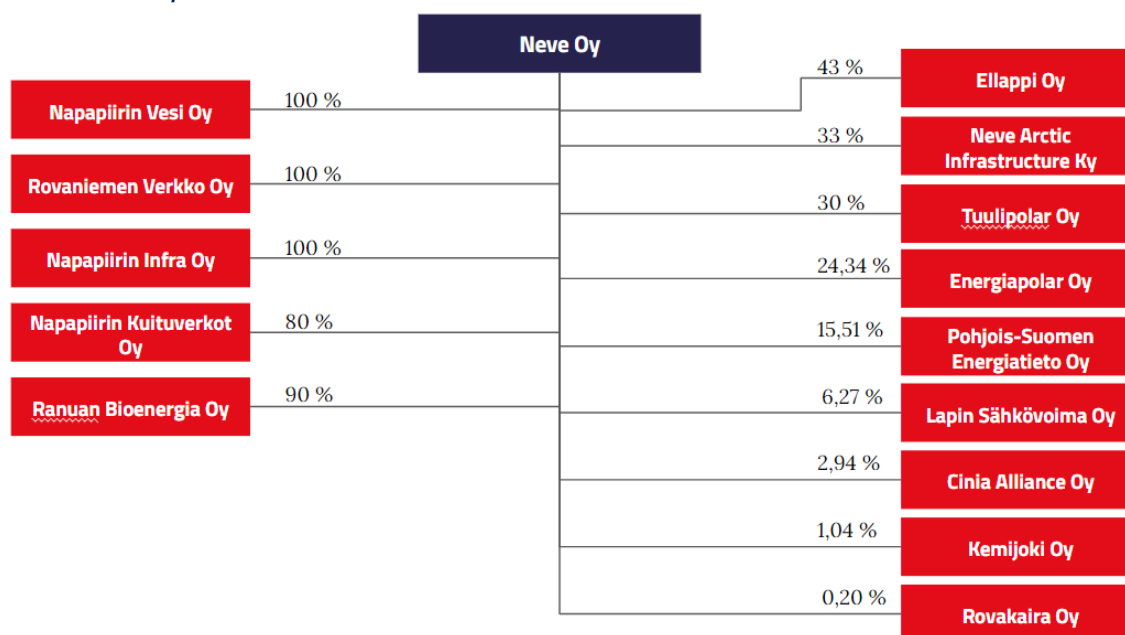 Neve Oy
Napapiirin Vesi Oy
100 %
Rovaniemen Verkko Oy
100 %
Napapiirin Infra Oy
100 %
Napapiirin Kuituverkot
Oy
80 %
Ranuan Bioenergia Oy
90 %
43 %
Ellappi Oy
33 %
Neve Arctic
Infrastructure Ky
30 %
Tuulipolar Oy
24,34 %
Energiapolar Oy
15,51 %
Pohjois-Suomen
Energiatieto Oy
6,27 %
Lapin Sähkövoima Oy
2,94 %
Cinia Alliance Oy
1,04 %
Kemijoki Oy
0,20 %
Rovakaira Oy